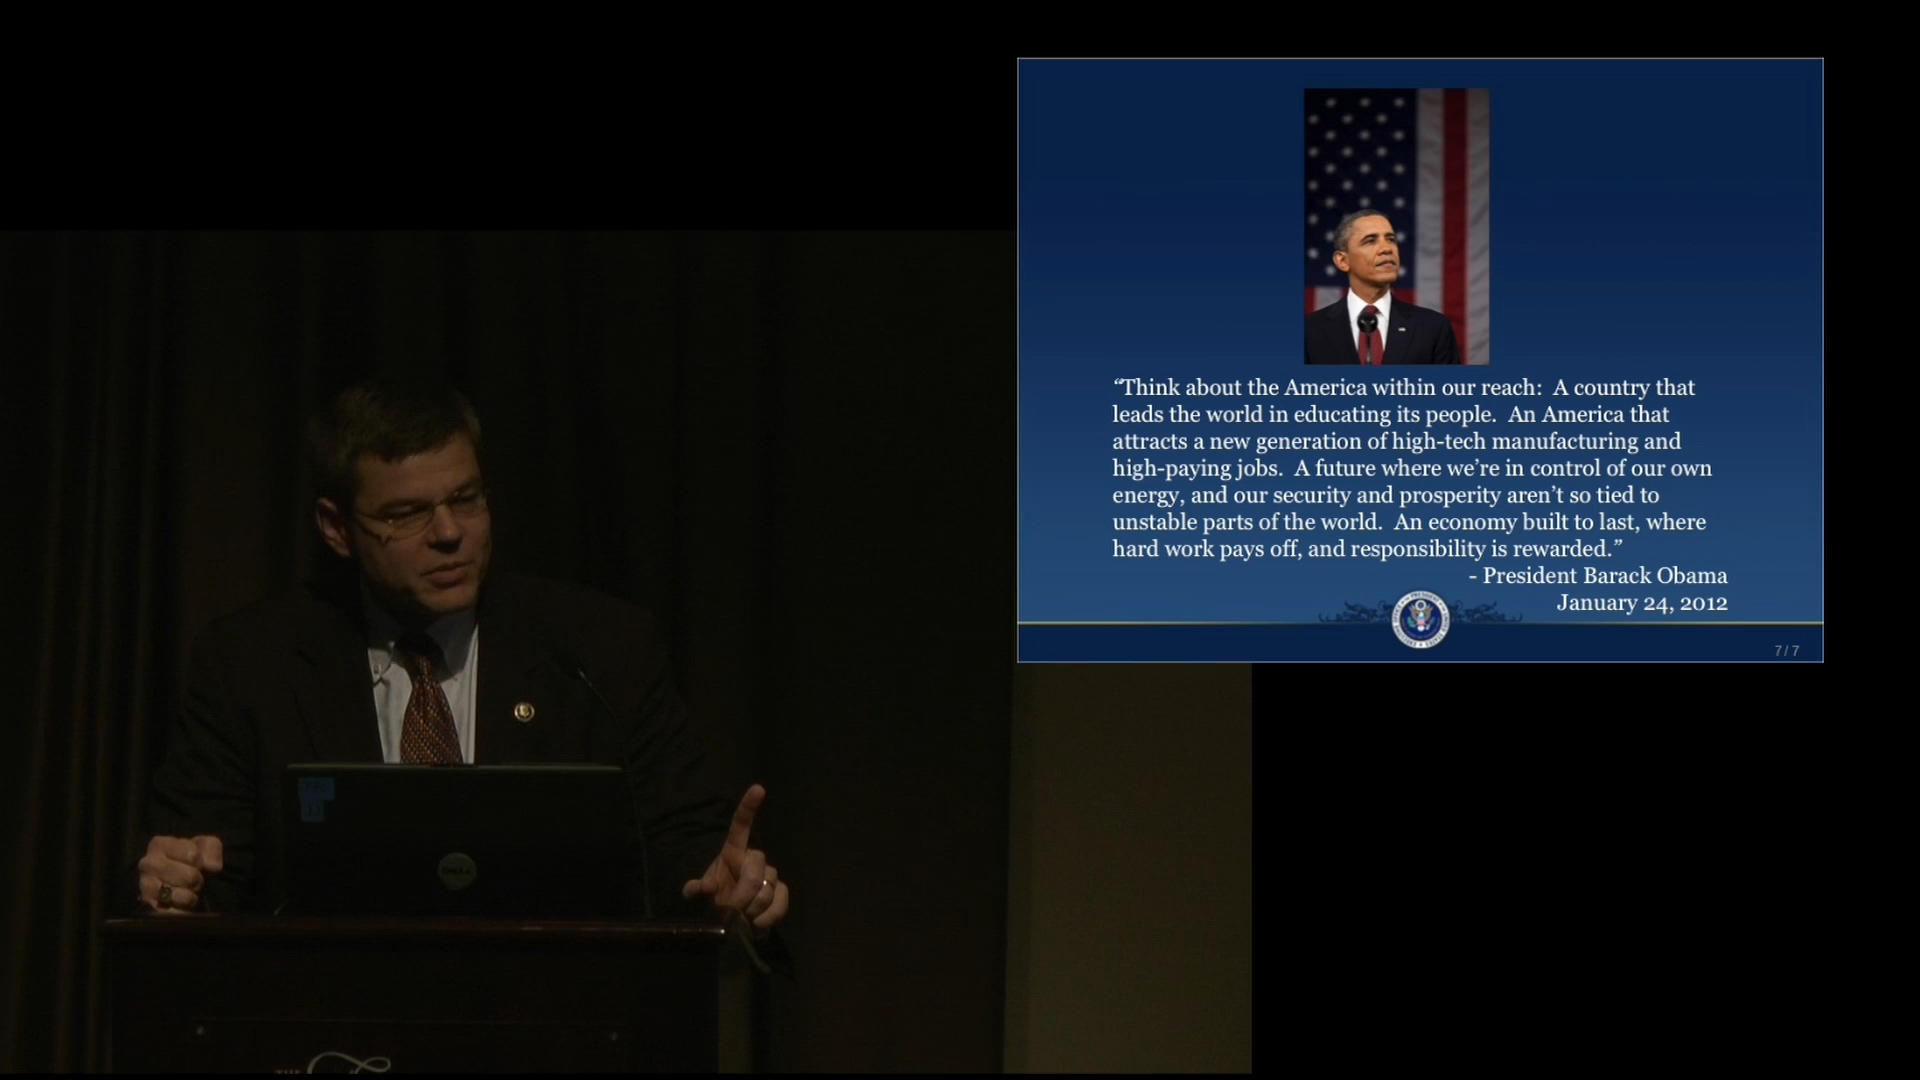 “Think about the America within our reach: A country that
leads the world in educating its people. An America that
attracts a new generation of high-tech manufacturing and
high-paying jobs. A future where we’re in control of our own
energy, and our security and prosperity aren’t so tied to
unstable parts of the world. An economy built to last, where
hard work pays off, and responsibility is rewarded.”
- President Barack Obama
January 24, 2012
7 / 7
DELL
THE